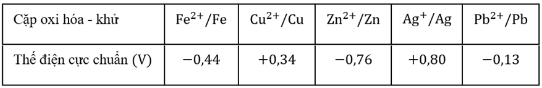 Cặp oxi hóa - khử Fe²⁺/Fe Cu²⁺/Cu Zn²⁺/Zn Ag⁺/Ag Pb²⁺/Pb
Thế điện cực chuẩn (V) −0,44 +0,34 −0,76 +0,80 −0,13